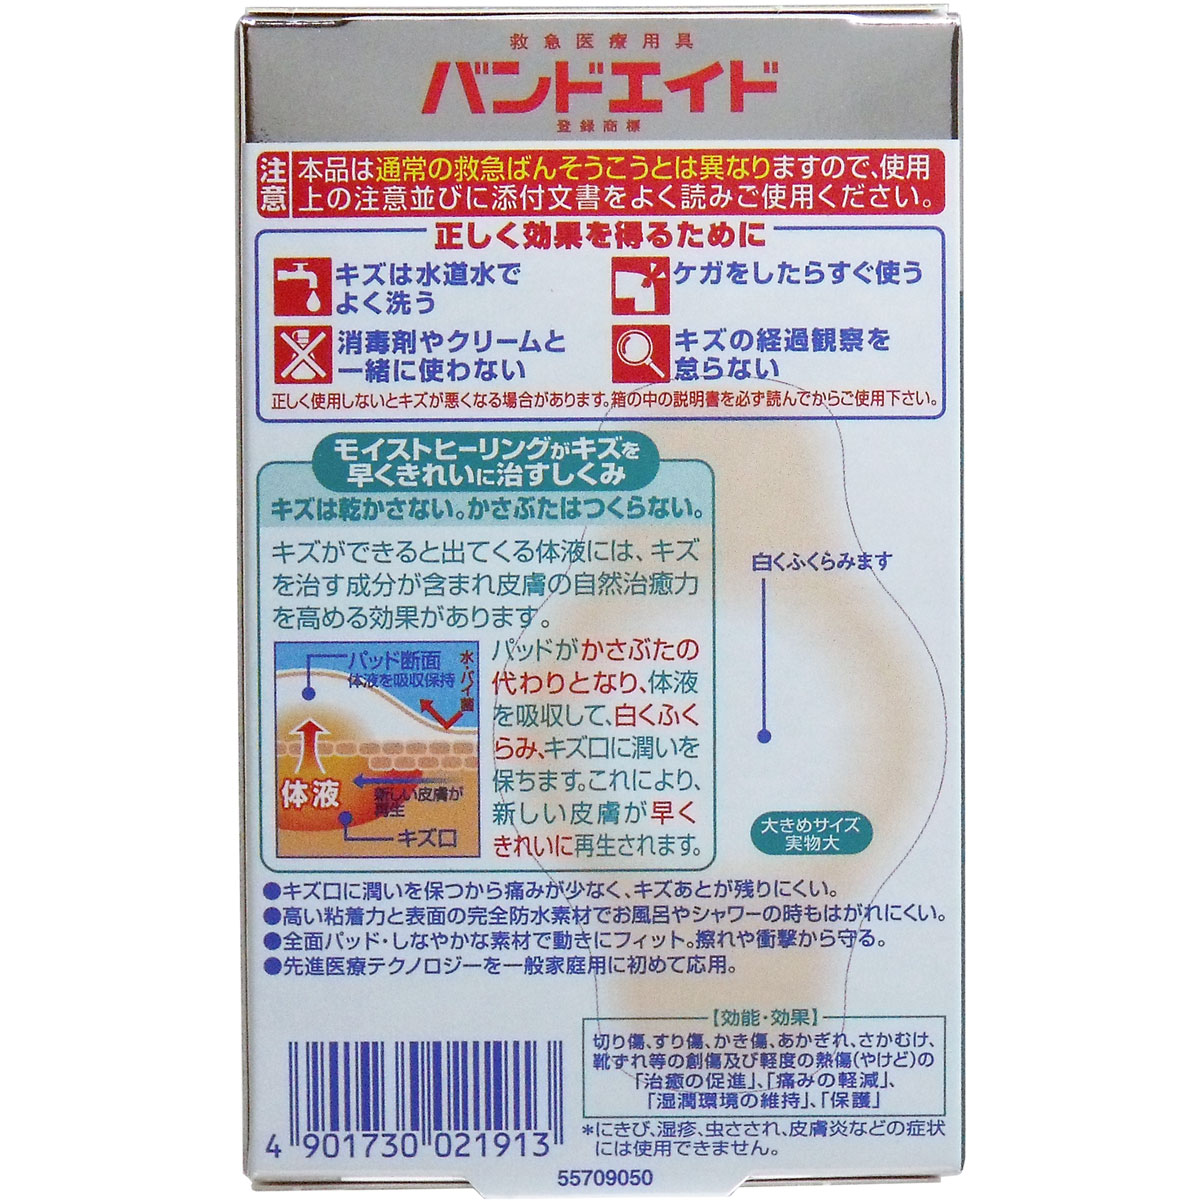 救急医療用具
バンドエイド
登録商標
注意
本品は通常の救急ばんそうこうとは異なりますので、使用
上の注意並びに添付文書をよく読みご使用ください。
正しく効果を得るために
キズは水道水で
よく洗う
ケガをしたらすぐ使う
消毒剤やクリームと
一緒に使わない
キズの経過観察を
怠らない
正しく使用しないとキズが悪くなる場合があります。箱の中の説明書を必ず読んでからご使用下さい。
モイストヒーリングがキズを
早くきれいに治すしくみ
キズは乾かさない。かさぶたはつくらない。
キズができると出てくる体液には、キズ
を治す成分が含まれ皮膚の自然治癒力
を高める効果があります。
パッド断面
体液を吸収保持
水・バイ菌
体液
新しい皮膚が
再生
キズ口
パッドがかさぶたの
代わりとなり、体液
を吸収して、白くふく
らみ、キズ口に潤いを
保ちます。これにより、
新しい皮膚が早く
きれいに再生されます。
白くふくらみます
大きめサイズ
実物大
●キズ口に潤いを保つから痛みが少なく、キズあとが残りにくい。
●高い粘着力と表面の完全防水素材でお風呂やシャワーの時もはがれにくい。
●全面パッド・しなやかな素材で動きにフィット。擦れや衝撃から守る。
●先進医療テクノロジーを一般家庭用に初めて応用。
【効能・効果】
切り傷、すり傷、かき傷、あかぎれ、さかむけ、
靴ずれ等の創傷及び軽度の熱傷(やけど)の
「治癒の促進」、「痛みの軽減」、
「湿潤環境の維持」、「保護」
*にきび、湿疹、虫さされ、皮膚炎などの症状
には使用できません。
4 901730 021913
55709050